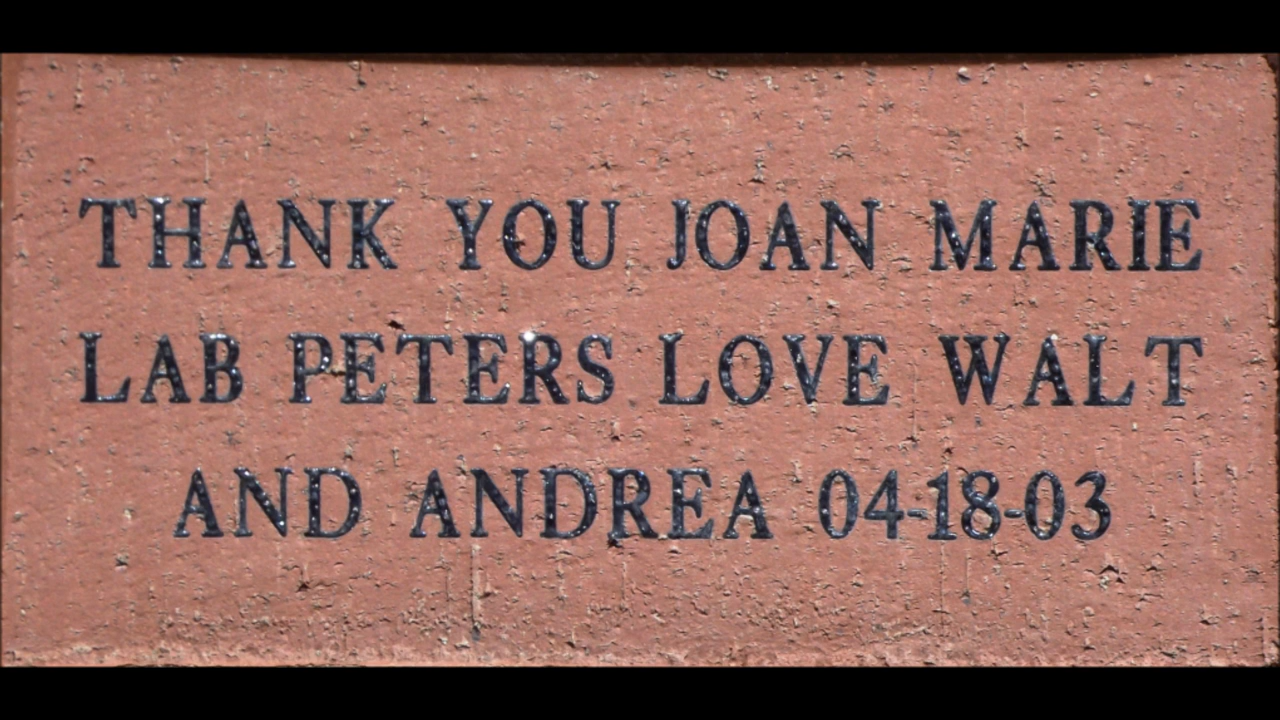 THANK YOU JOAN MARIE
LAB PETERS LOVE WALT
AND ANDREA 04-18-03